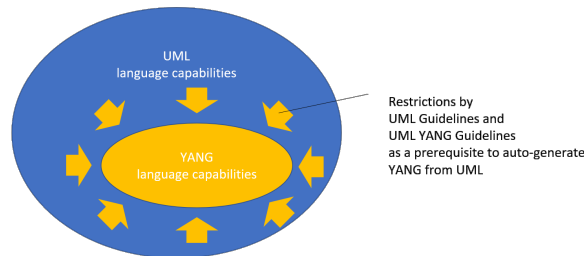 UML
language capabilities
YANG
language capabilities
Restrictions by
UML Guidelines and
UML YANG Guidelines
as a prerequisite to auto-generate
YANG from UML